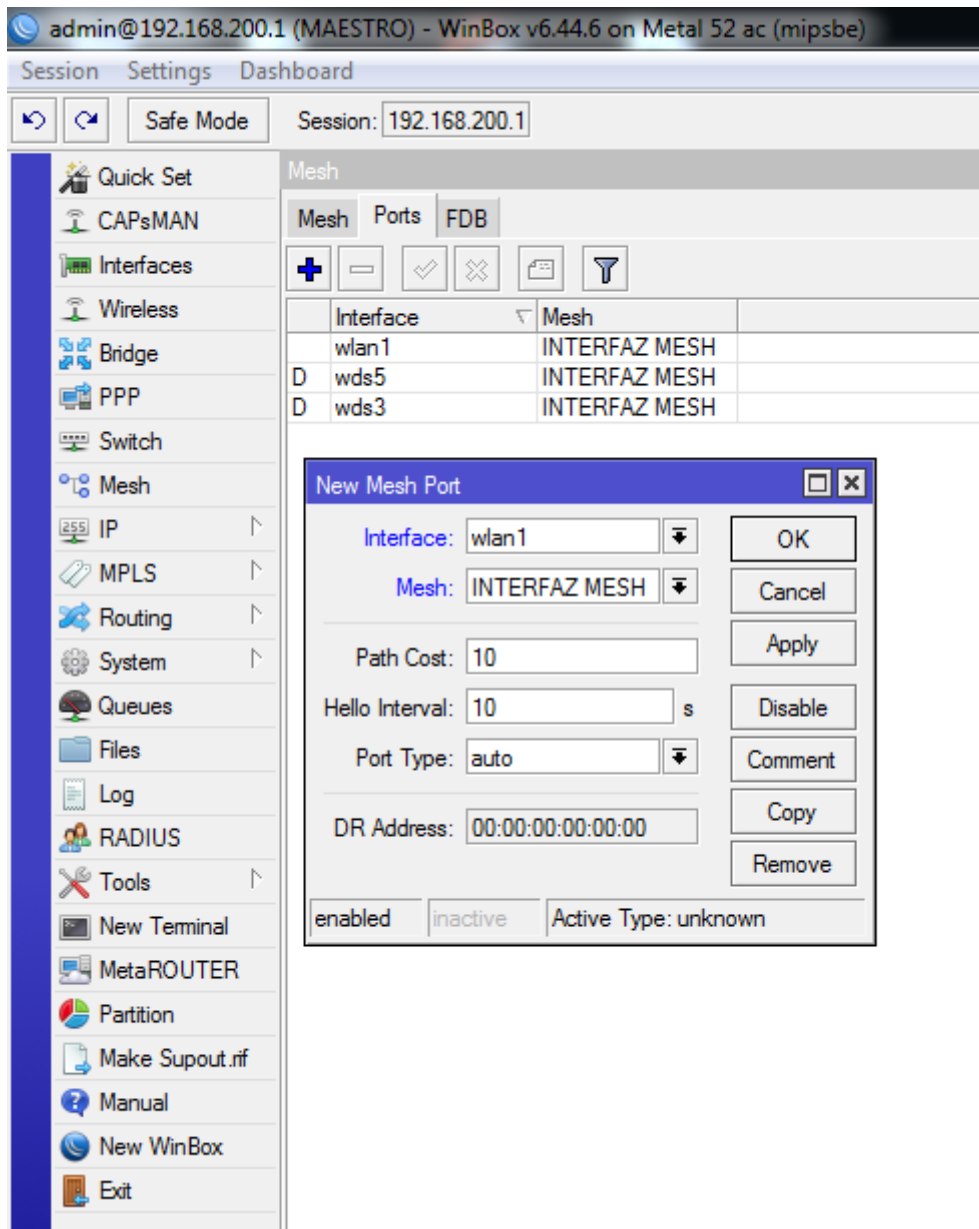 admin@192.168.200.1 (MAESTRO) - WinBox v6.44.6 on Metal 52 ac (mipsbe)
Session Settings Dashboard
Safe Mode Session: 192.168.200.1
Quick Set
CAPsMAN
Interfaces
Wireless
Bridge
PPP
Switch
Mesh
255 IP
MPLS
Routing
System
Queues
Files
Log
RADIUS
Tools
New Terminal
MetaROUTER
Partition
Make Supout.rif
Manual
New WinBox
Exit
Mesh
Mesh Ports FDB
Interface Mesh
wlan1 INTERFAZ MESH
D wds5 INTERFAZ MESH
D wds3 INTERFAZ MESH
New Mesh Port
Interface: wlan1
Mesh: INTERFAZ MESH
Path Cost: 10
Hello Interval: 10 s
Port Type: auto
DR Address: 00:00:00:00:00:00
OK
Cancel
Apply
Disable
Comment
Copy
Remove
enabled inactive Active Type: unknown